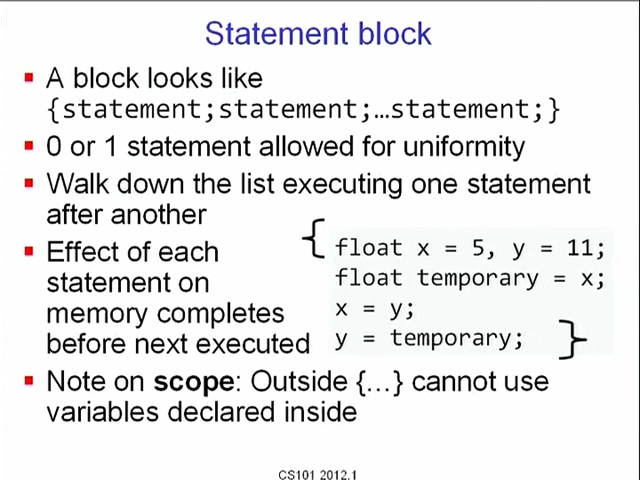 Statement block
A block looks like
{statement;statement;…statement;}
0 or 1 statement allowed for uniformity
Walk down the list executing one statement
after another
Effect of each
statement on
memory completes
before next executed
{
float x = 5, y = 11;
float temporary = x;
x = y;
y = temporary;
}
Note on scope: Outside {…} cannot use
variables declared inside
CS101 2012.1